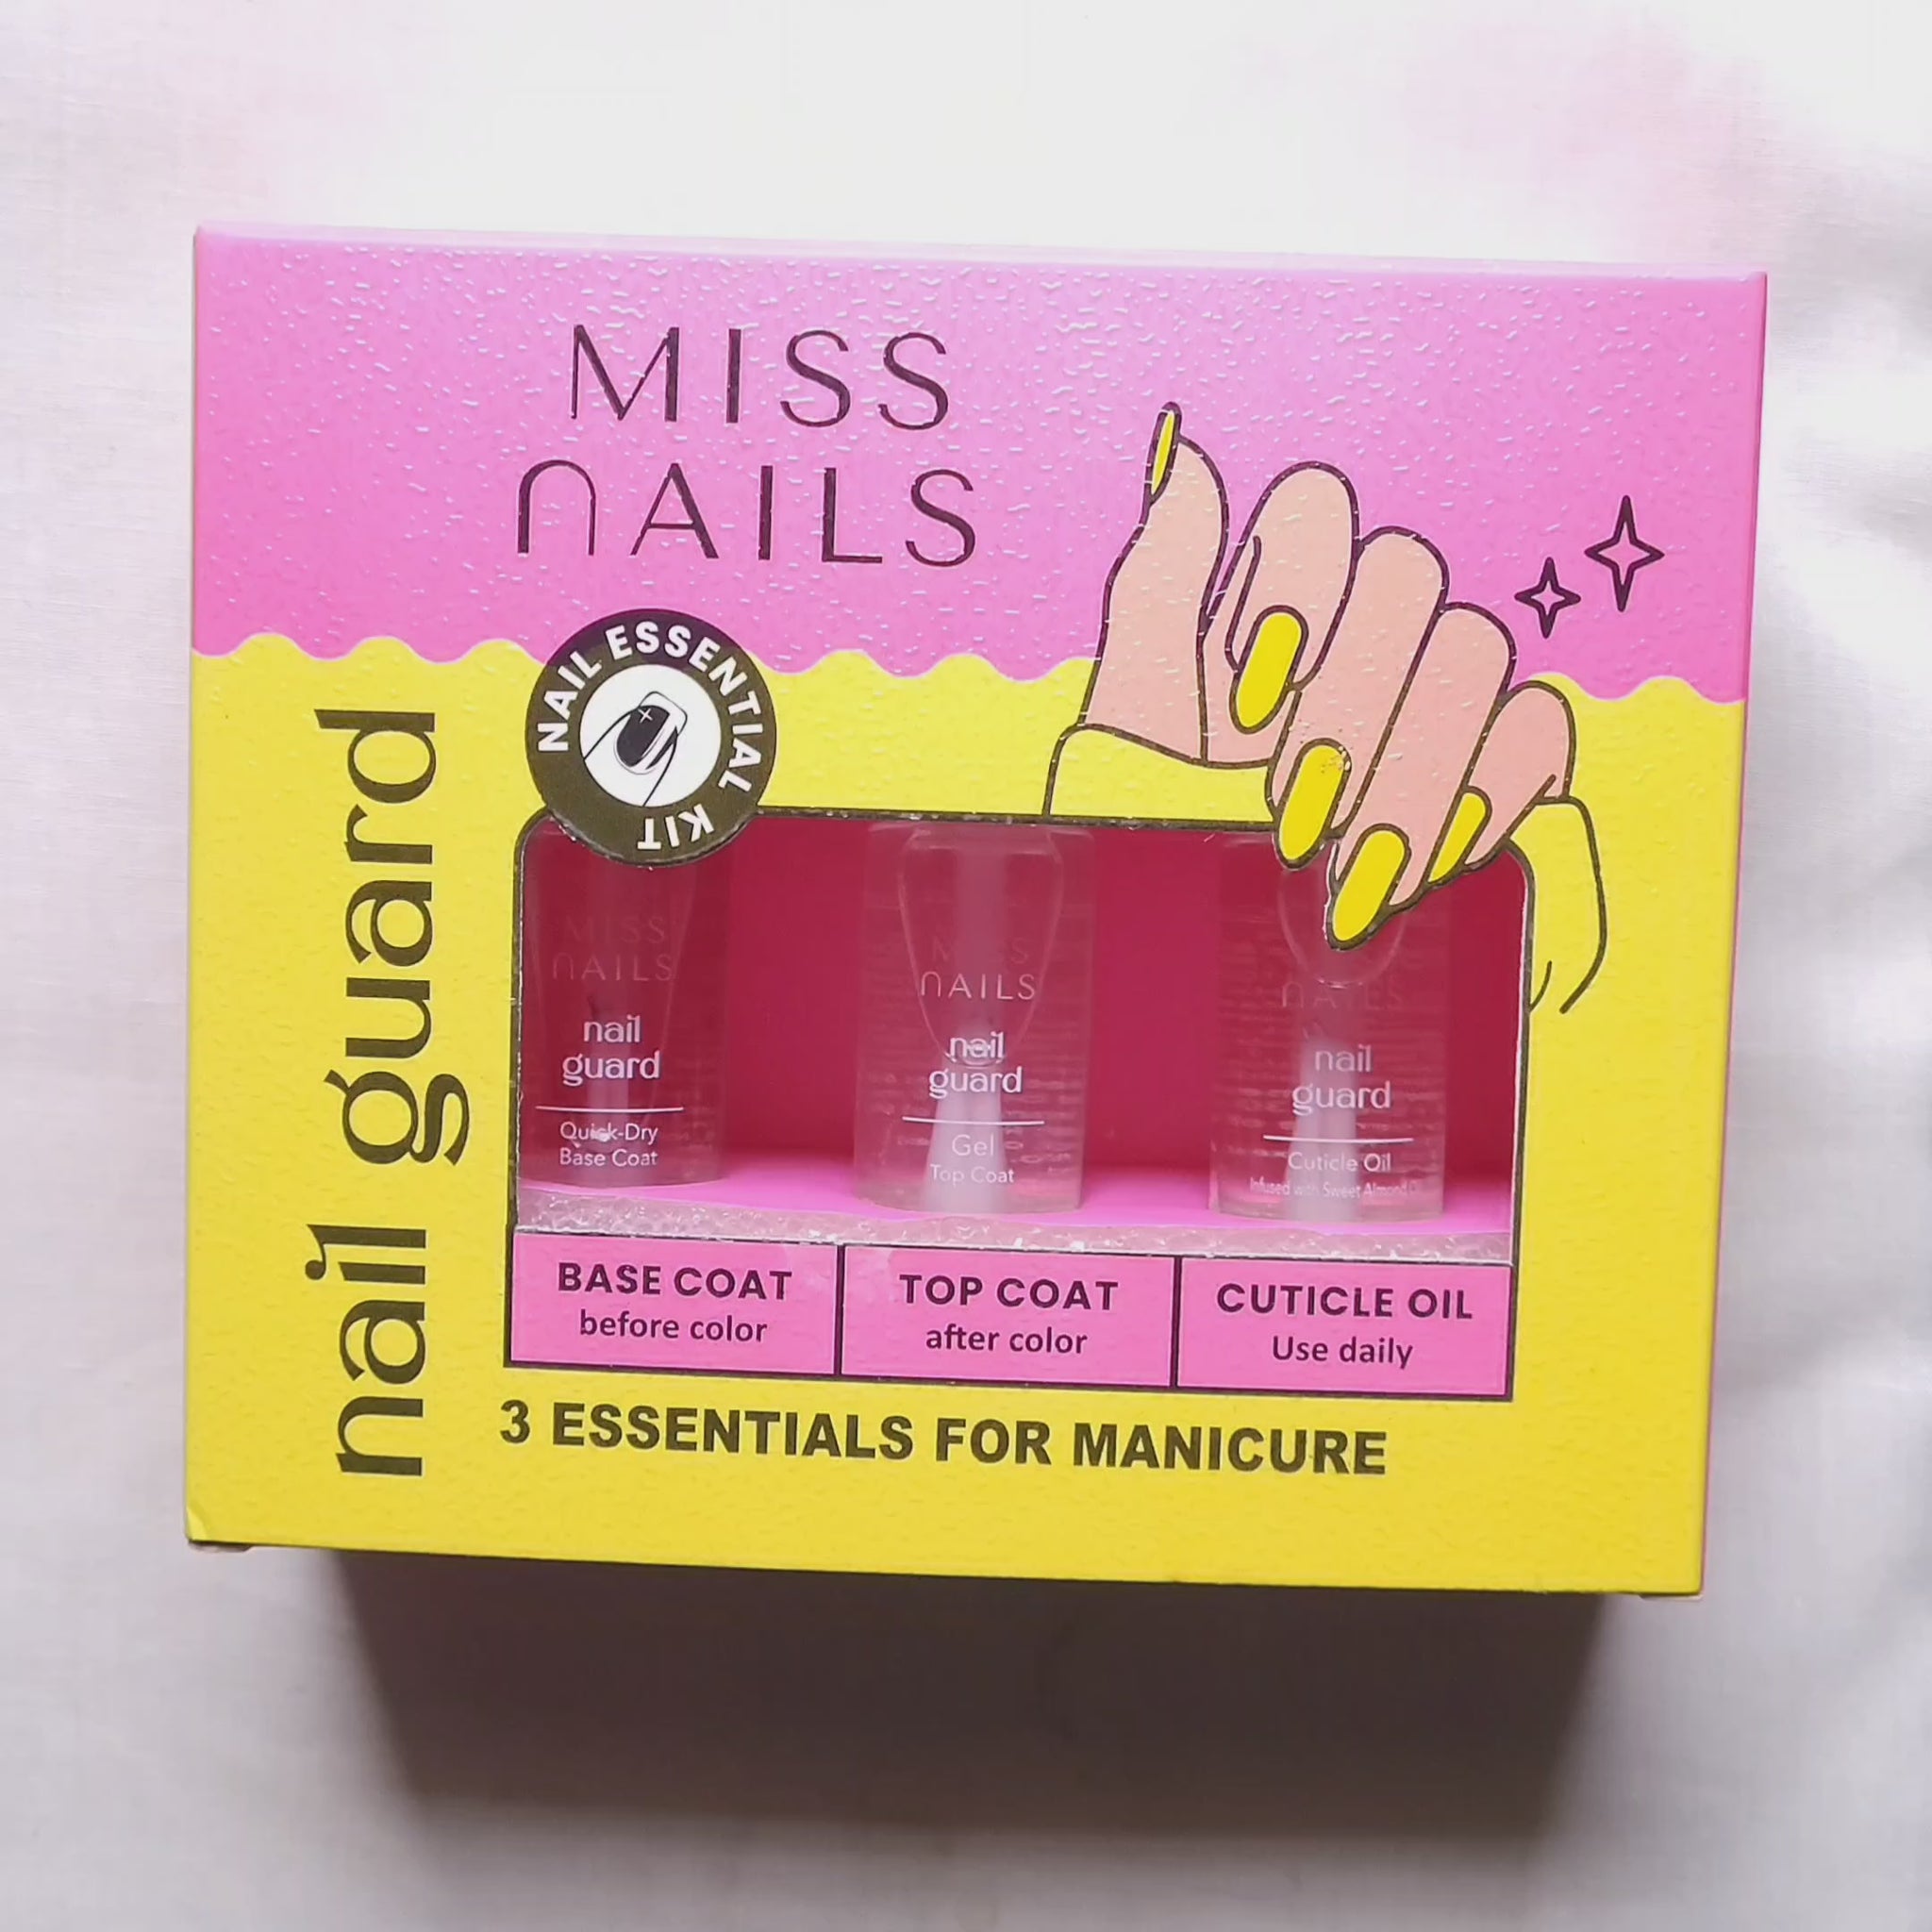 MISS
NAILS
NAIL ESSENTIAL KIT
nail guard
MISS
NAILS
nail
guard
Quick-Dry
Base Coat
MISS
NAILS
nail
guard
Gel
Top Coat
NAILS
nail
guard
Cuticle Oil
Infused with Sweet Almond
BASE COAT
before color
TOP COAT
after color
CUTICLE OIL
Use daily
3 ESSENTIALS FOR MANICURE